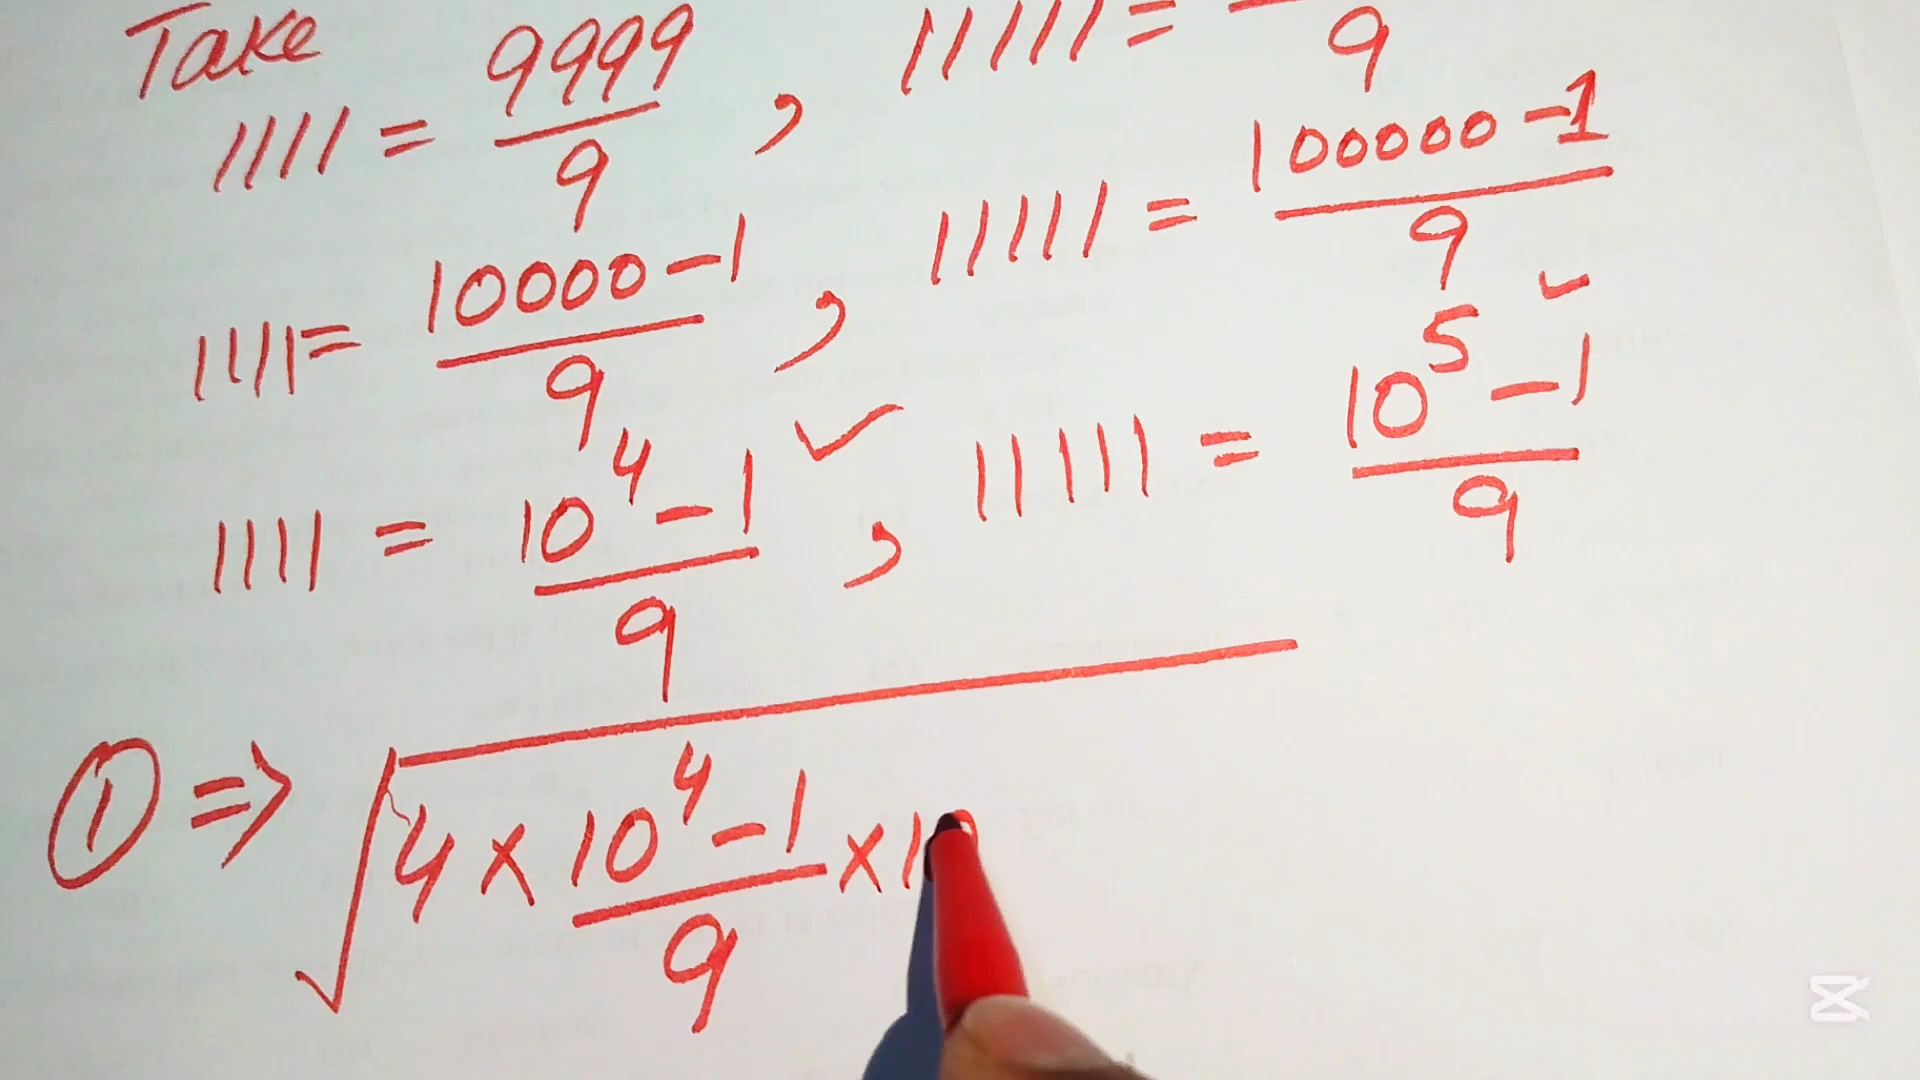 Take
1111 = 9999/9 , 11111 = /9
1111 = 10000-1/9 , 11111 = 100000-1/9
1111 = 10^4-1/9 ✓ , 11111 = 10^5-1/9 ✓
① ⇒ √4 × 10^4-1/9 × 10